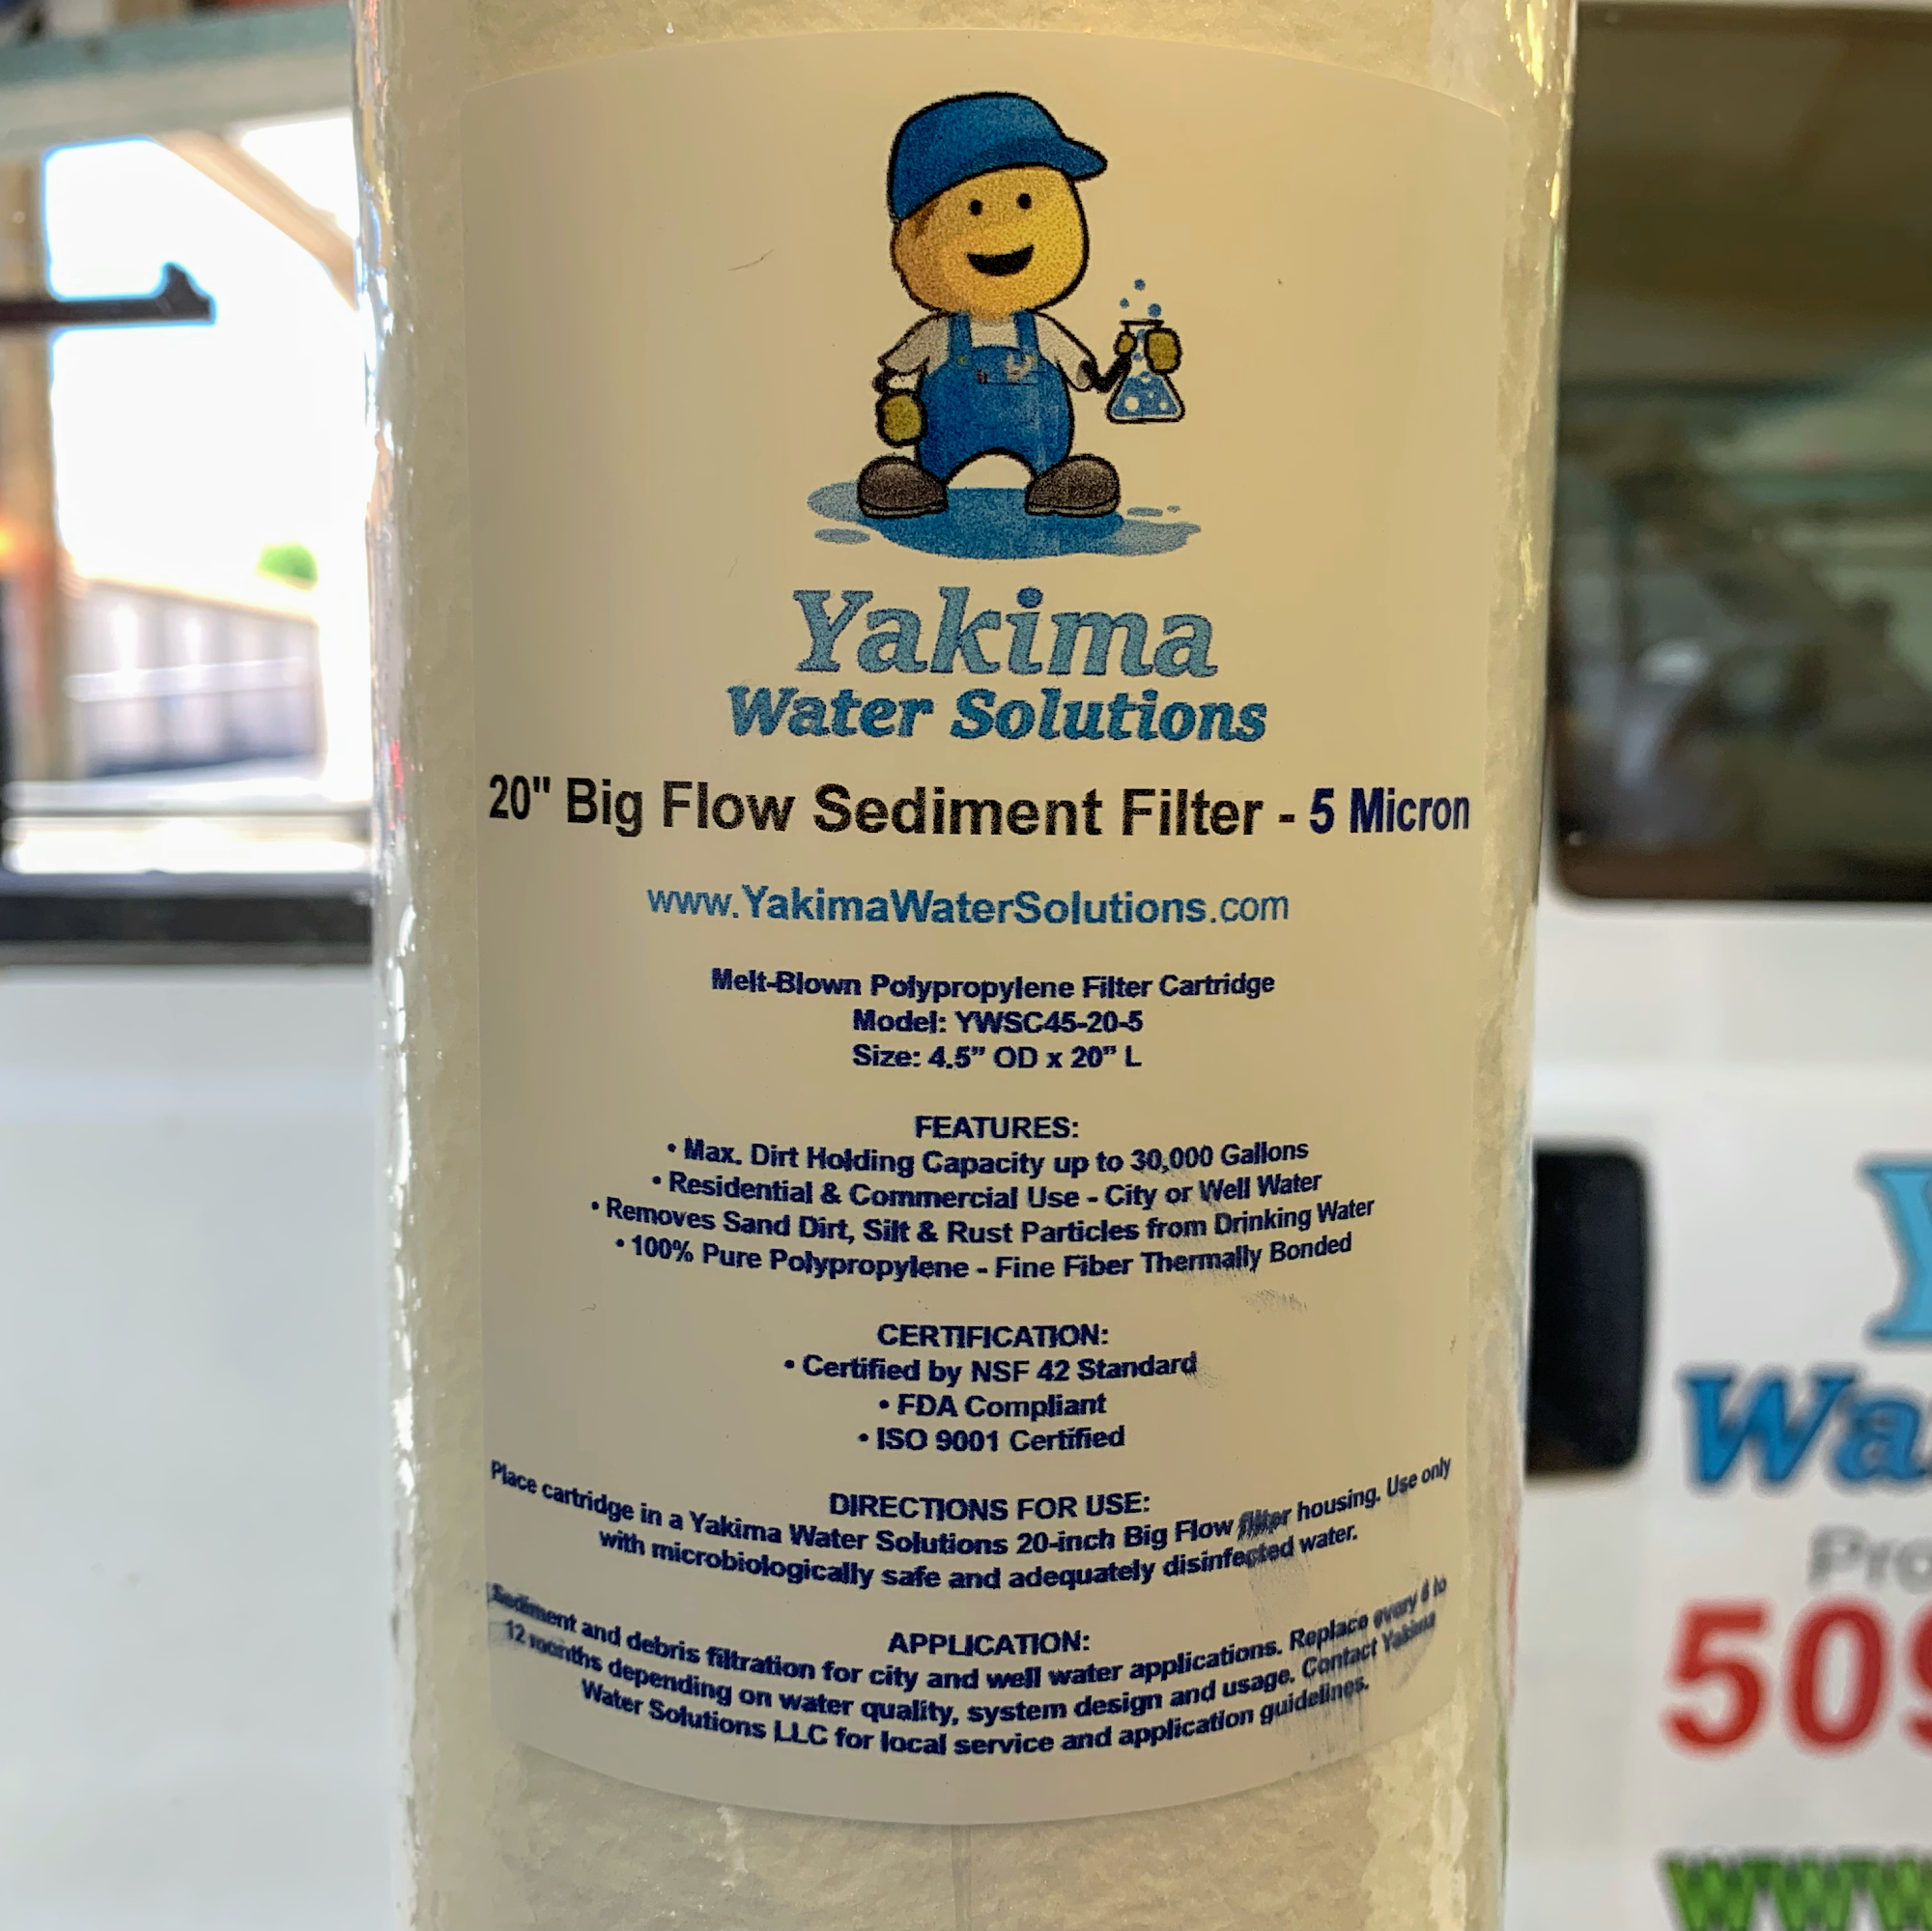 Yakima
Water Solutions
20" Big Flow Sediment Filter - 5 Micron
www.YakimaWaterSolutions.com
Melt-Blown Polypropylene Filter Cartridge
Model: YWSC45-20-5
Size: 4.5” OD x 20” L
FEATURES:
• Max. Dirt Holding Capacity up to 30,000 Gallons
• Residential & Commercial Use - City or Well Water
• Removes Sand Dirt, Silt & Rust Particles from Drinking Water
• 100% Pure Polypropylene - Fine Fiber Thermally Bonded
CERTIFICATION:
• Certified by NSF 42 Standard
• FDA Compliant
• ISO 9001 Certified
DIRECTIONS FOR USE:
Place cartridge in a Yakima Water Solutions 20-inch Big Flow filter housing. Use only
with microbiologically safe and adequately disinfected water.
APPLICATION:
Sediment and debris filtration for city and well water applications. Replace every 6 to
12 months depending on water quality, system design and usage. Contact Yakima
Water Solutions LLC for local service and application guidelines.
Y
Wa
Pro
509
www